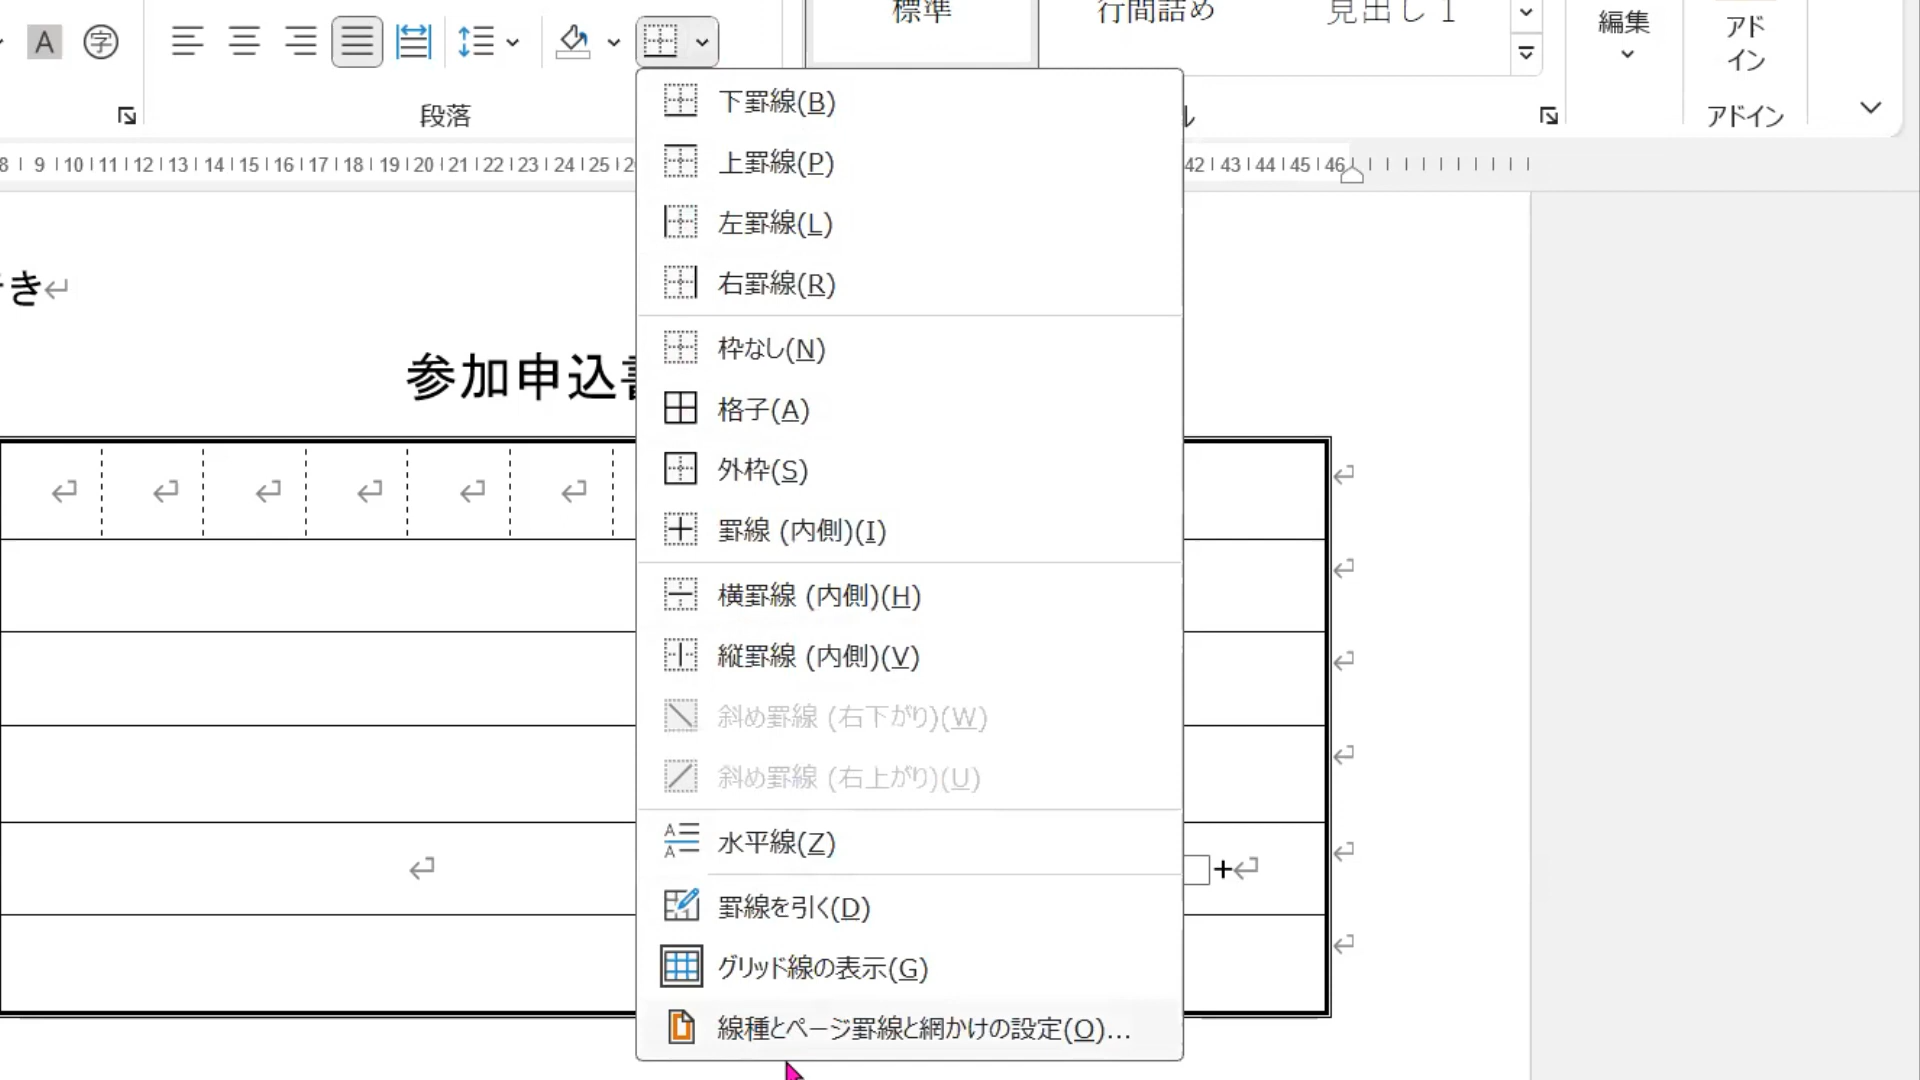 A 字
標準 行間詰め 見出し 1
編集
アド
イン
段落 ル アドイン
8 9 10 11 12 13 14 15 16 17 18 19 20 21 22 23 24 25 2 42 43 44 45 46
き
参加申込書
下罫線(B)
上罫線(P)
左罫線(L)
右罫線(R)
枠なし(N)
格子(A)
外枠(S)
罫線 (内側)(I)
横罫線 (内側)(H)
縦罫線 (内側)(V)
斜め罫線 (右下がり)(W)
斜め罫線 (右上がり)(U)
水平線(Z)
罫線を引く(D)
グリッド線の表示(G)
線種とページ罫線と網かけの設定(O)...